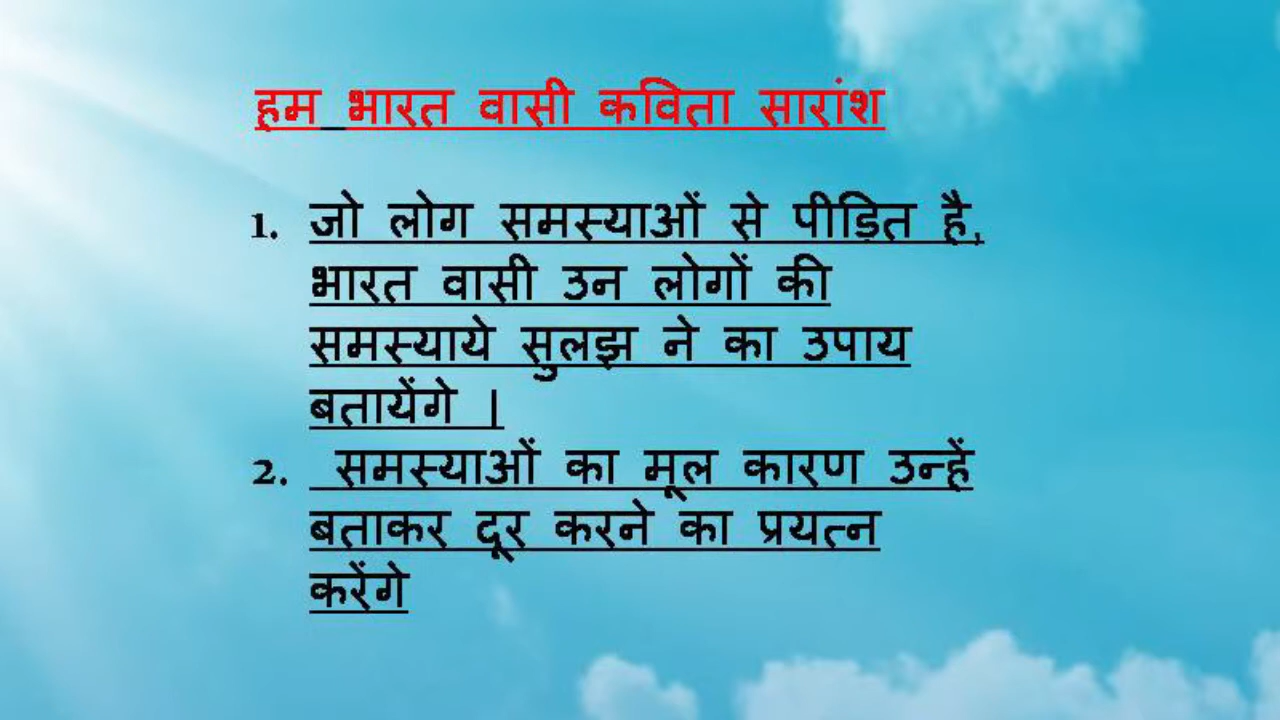 हम भारत वासी कविता सारांश
1. जो लोग समस्याओं से पीड़ित है,
भारत वासी उन लोगों की
समस्याये सुलझ ने का उपाय
बतायेंगे |
2. समस्याओं का मूल कारण उन्हें
बताकर दूर करने का प्रयत्न
करेंगे